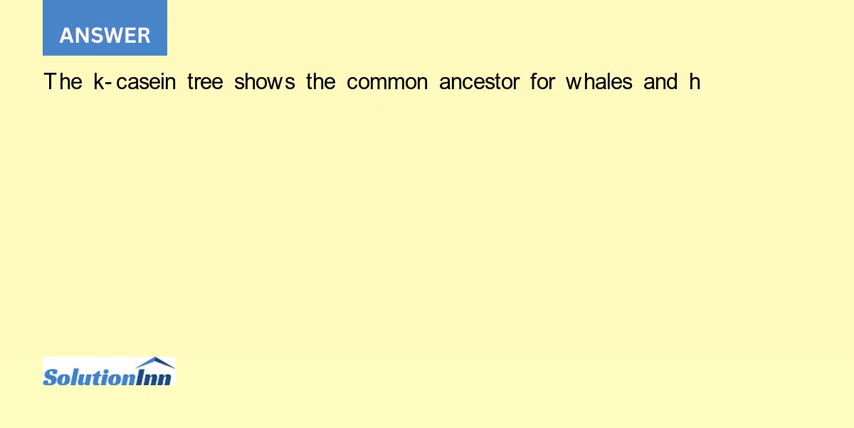 ANSWER
The k-casein tree shows the common ancestor for whales and h
SolutionInn